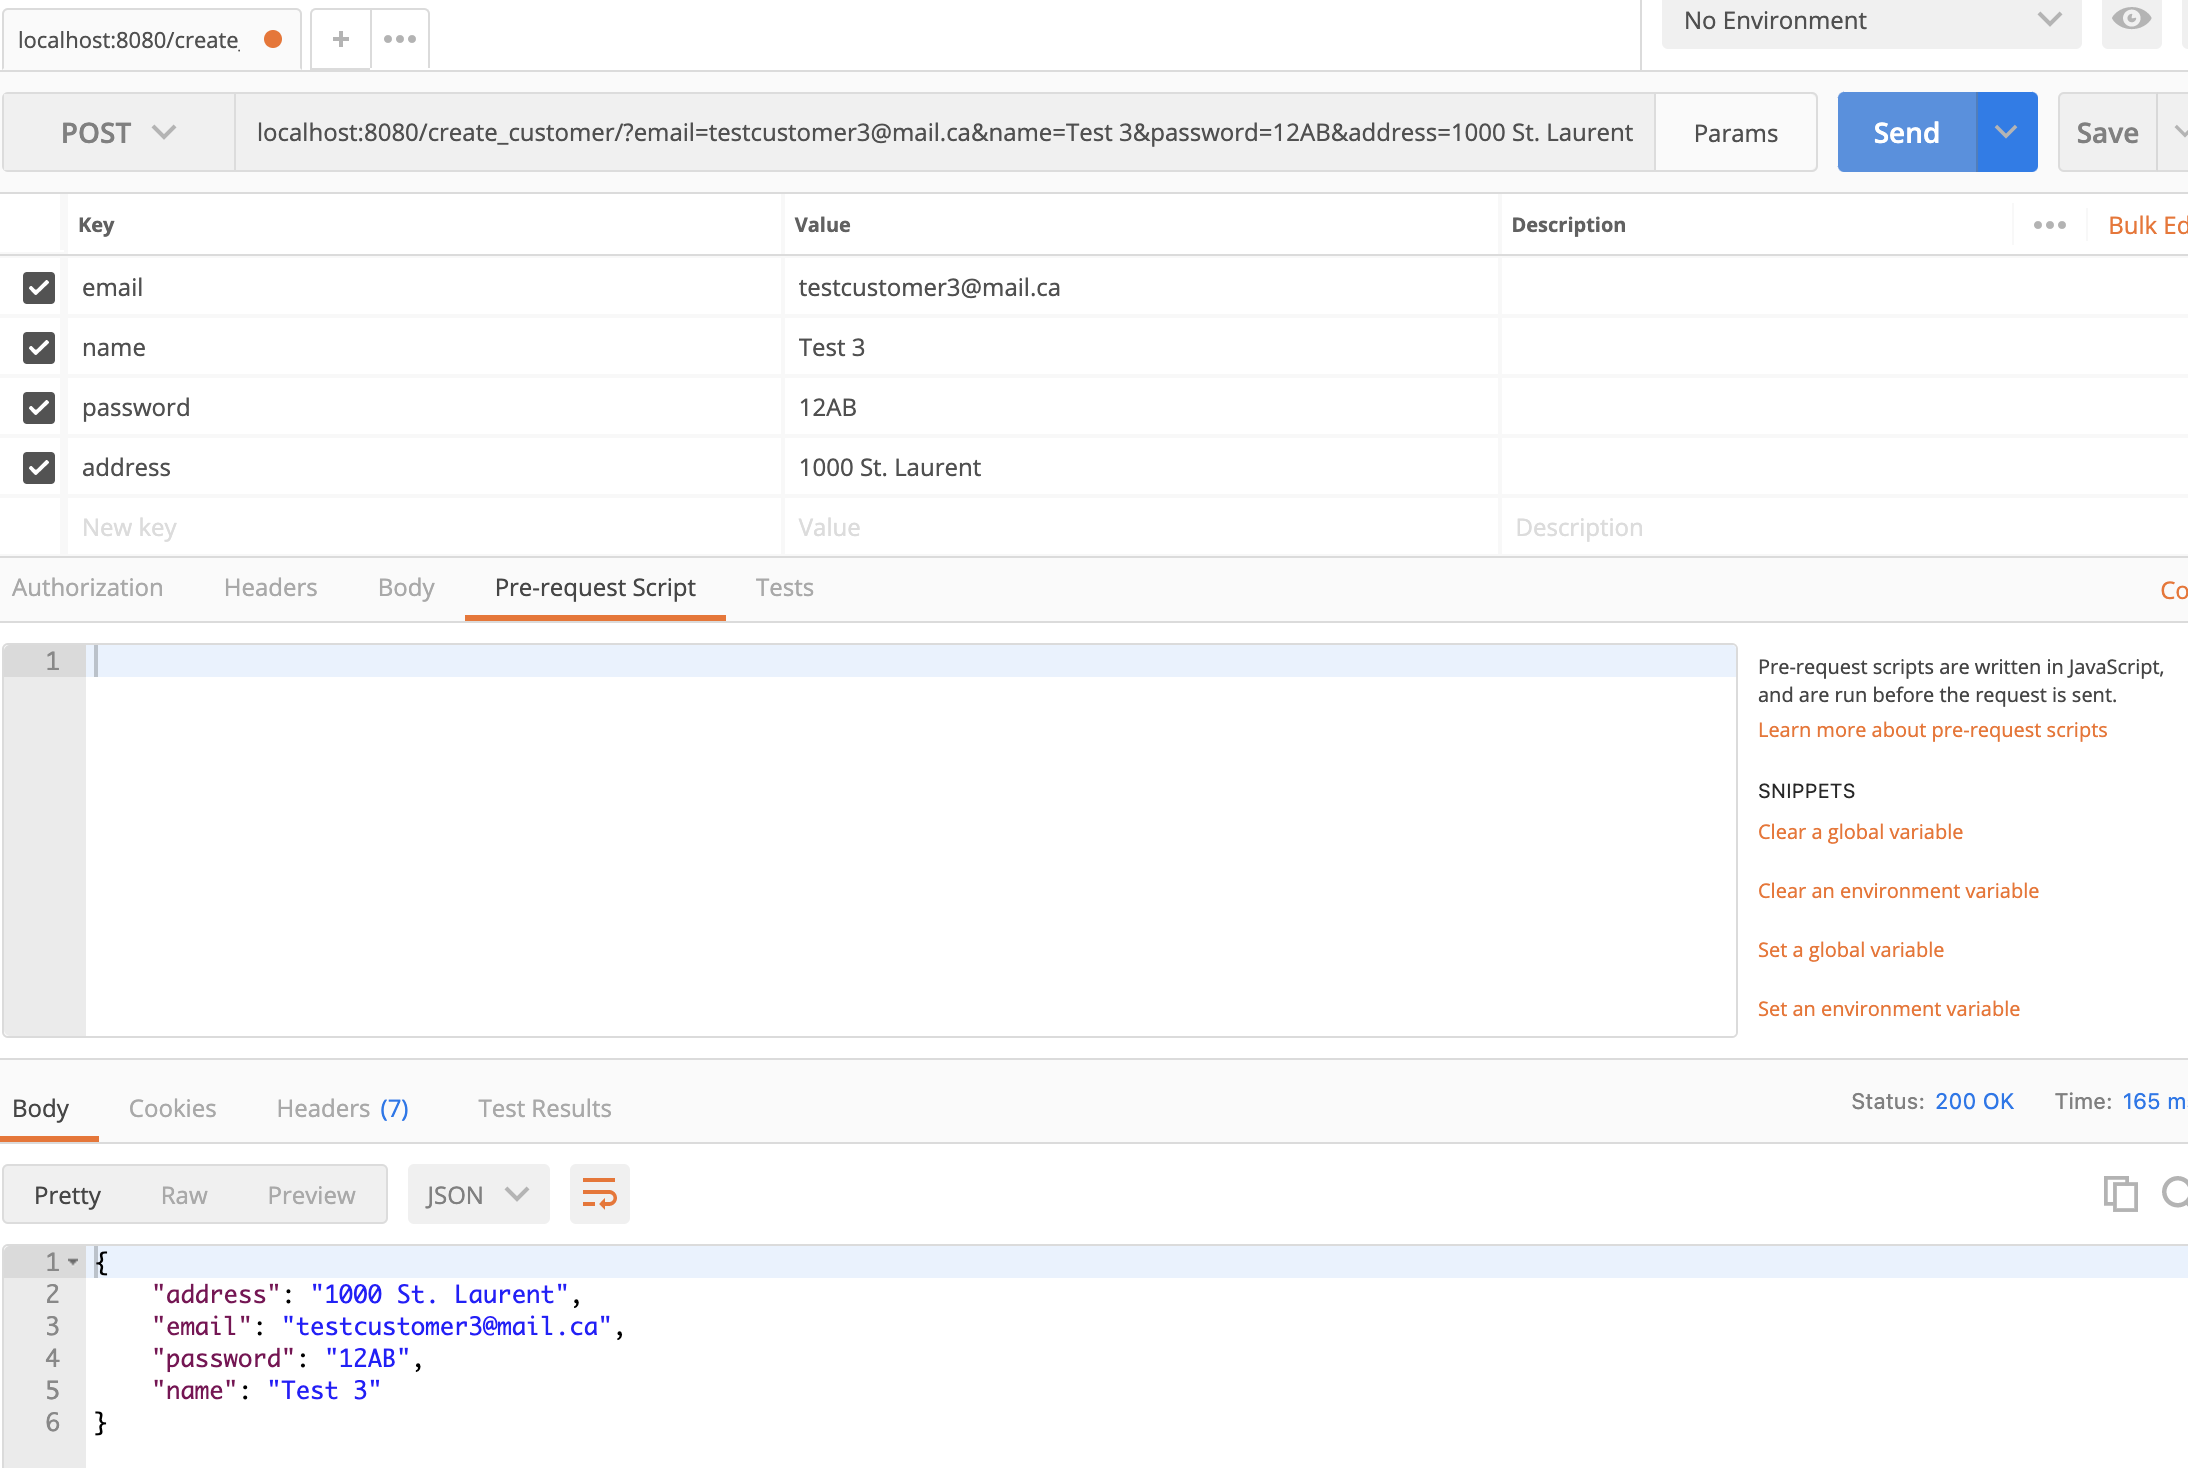 localhost:8080/create_
No Environment
POST
localhost:8080/create_customer/?email=testcustomer3@mail.ca&name=Test 3&password=12AB&address=1000 St. Laurent
Params
Send
Save
Key Value Description Bulk Ed
email testcustomer3@mail.ca
name Test 3
password 12AB
address 1000 St. Laurent
New key Value Description
Authorization Headers Body Pre-request Script Tests Co
1
Pre-request scripts are written in JavaScript,
and are run before the request is sent.
Learn more about pre-request scripts
SNIPPETS
Clear a global variable
Clear an environment variable
Set a global variable
Set an environment variable
Body Cookies Headers (7) Test Results Status: 200 OK Time: 165 m
Pretty Raw Preview JSON
1 {
2 "address": "1000 St. Laurent",
3 "email": "testcustomer3@mail.ca",
4 "password": "12AB",
5 "name": "Test 3"
6 }